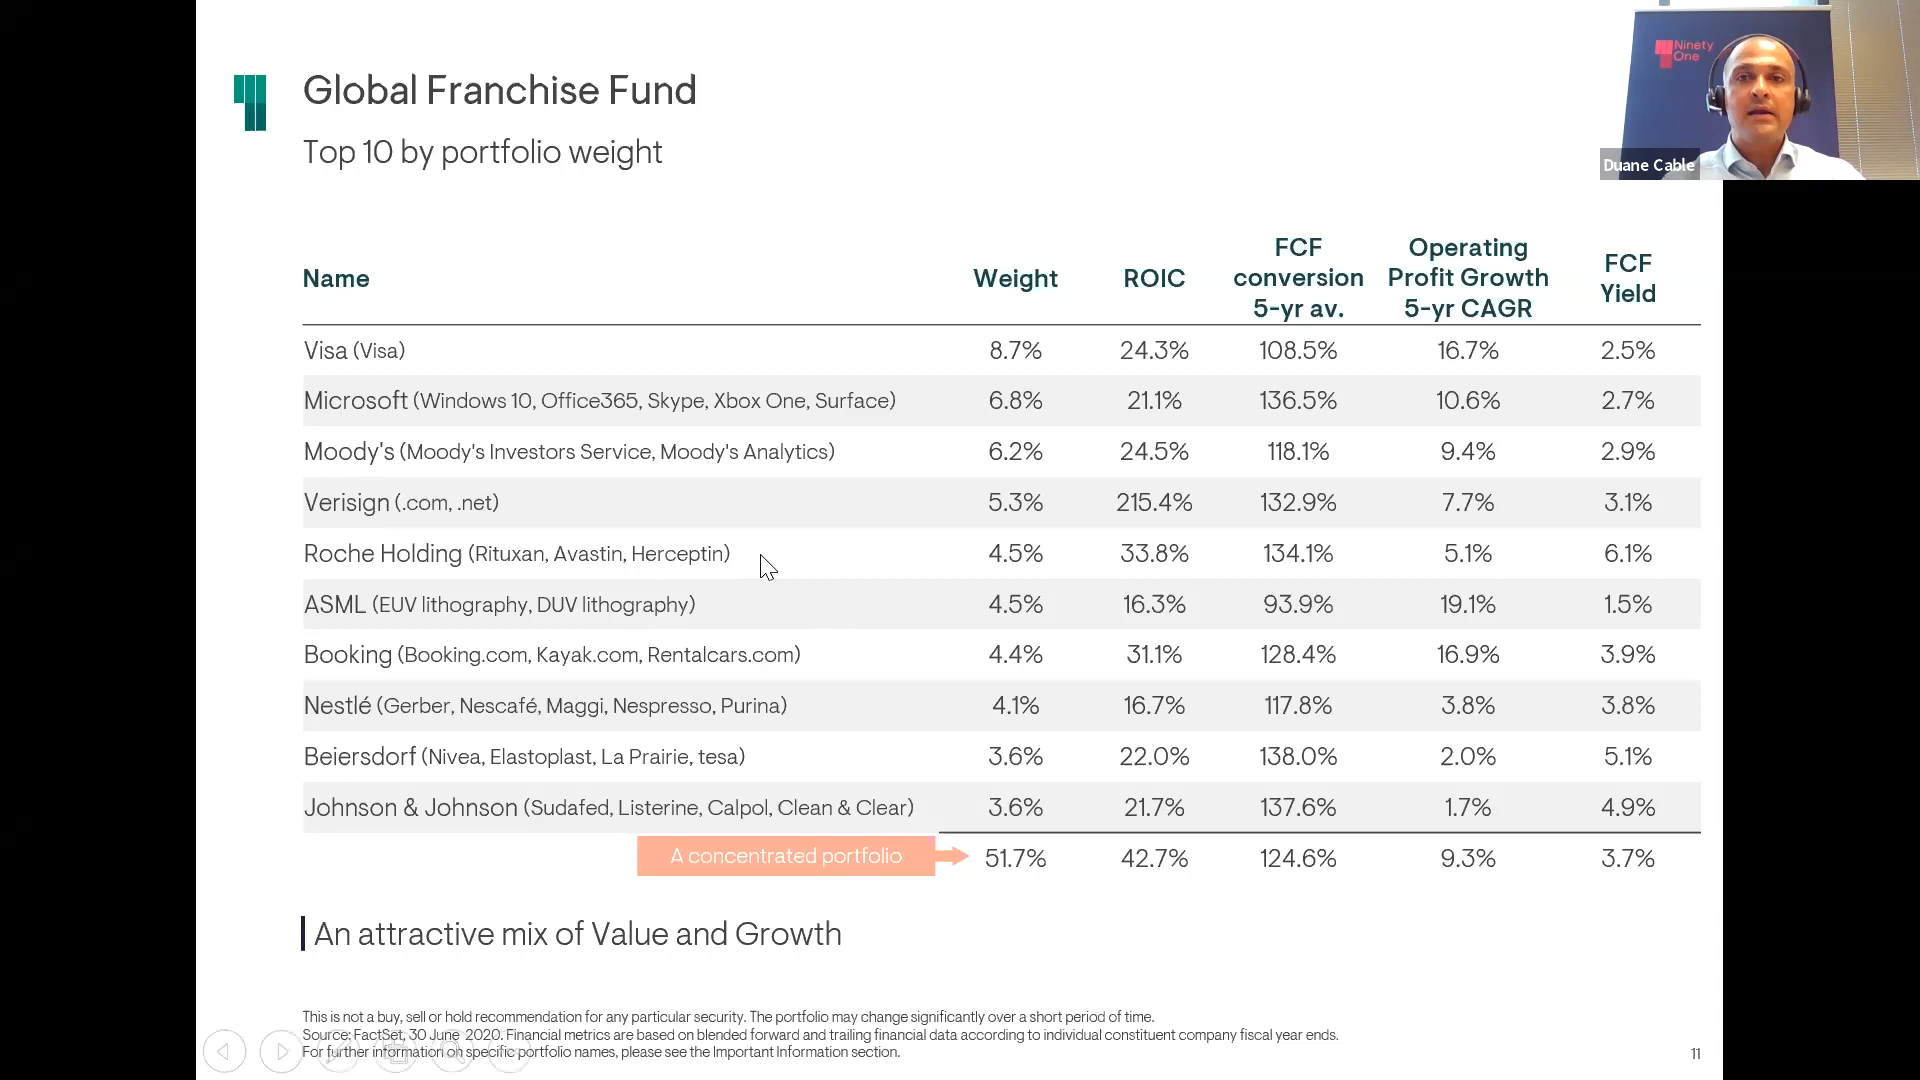 Global Franchise Fund
Top 10 by portfolio weight
Ninety
One
Duane Cable
Name Weight ROIC FCF conversion 5-yr av. Operating Profit Growth 5-yr CAGR FCF Yield
Visa (Visa) 8.7% 24.3% 108.5% 16.7% 2.5%
Microsoft (Windows 10, Office365, Skype, Xbox One, Surface) 6.8% 21.1% 136.5% 10.6% 2.7%
Moody's (Moody's Investors Service, Moody's Analytics) 6.2% 24.5% 118.1% 9.4% 2.9%
Verisign (.com, .net) 5.3% 215.4% 132.9% 7.7% 3.1%
Roche Holding (Rituxan, Avastin, Herceptin) 4.5% 33.8% 134.1% 5.1% 6.1%
ASML (EUV lithography, DUV lithography) 4.5% 16.3% 93.9% 19.1% 1.5%
Booking (Booking.com, Kayak.com, Rentalcars.com) 4.4% 31.1% 128.4% 16.9% 3.9%
Nestlé (Gerber, Nescafé, Maggi, Nespresso, Purina) 4.1% 16.7% 117.8% 3.8% 3.8%
Beiersdorf (Nivea, Elastoplast, La Prairie, tesa) 3.6% 22.0% 138.0% 2.0% 5.1%
Johnson & Johnson (Sudafed, Listerine, Calpol, Clean & Clear) 3.6% 21.7% 137.6% 1.7% 4.9%
A concentrated portfolio 51.7% 42.7% 124.6% 9.3% 3.7%
An attractive mix of Value and Growth
This is not a buy, sell or hold recommendation for any particular security. The portfolio may change significantly over a short period of time.
Source: FactSet, 30 June 2020. Financial metrics are based on blended forward and trailing financial data according to individual constituent company fiscal year ends.
For further information on specific portfolio names, please see the Important Information section.
11